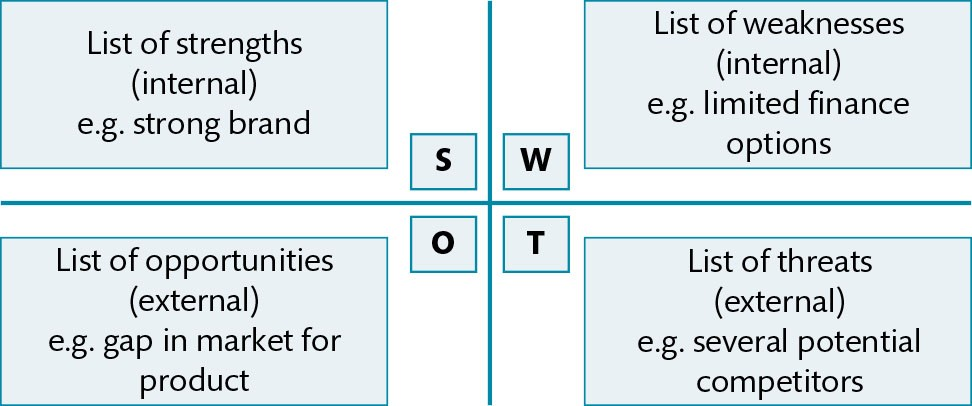 List of strengths
(internal)
e.g. strong brand
List of weaknesses
(internal)
e.g. limited finance
options
S
W
O
T
List of opportunities
(external)
e.g. gap in market for
product
List of threats
(external)
e.g. several potential
competitors